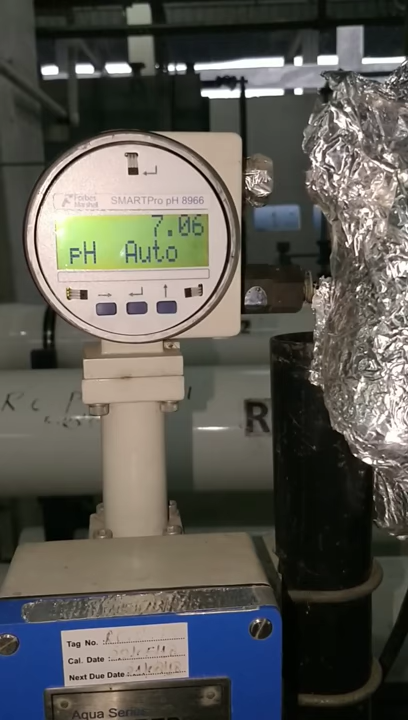 Forbes Marshall
SMARTPro pH 8966
7.06
pH Auto
R
Tag No. :
Cal. Date :
Next Due Date :
Aqua Series